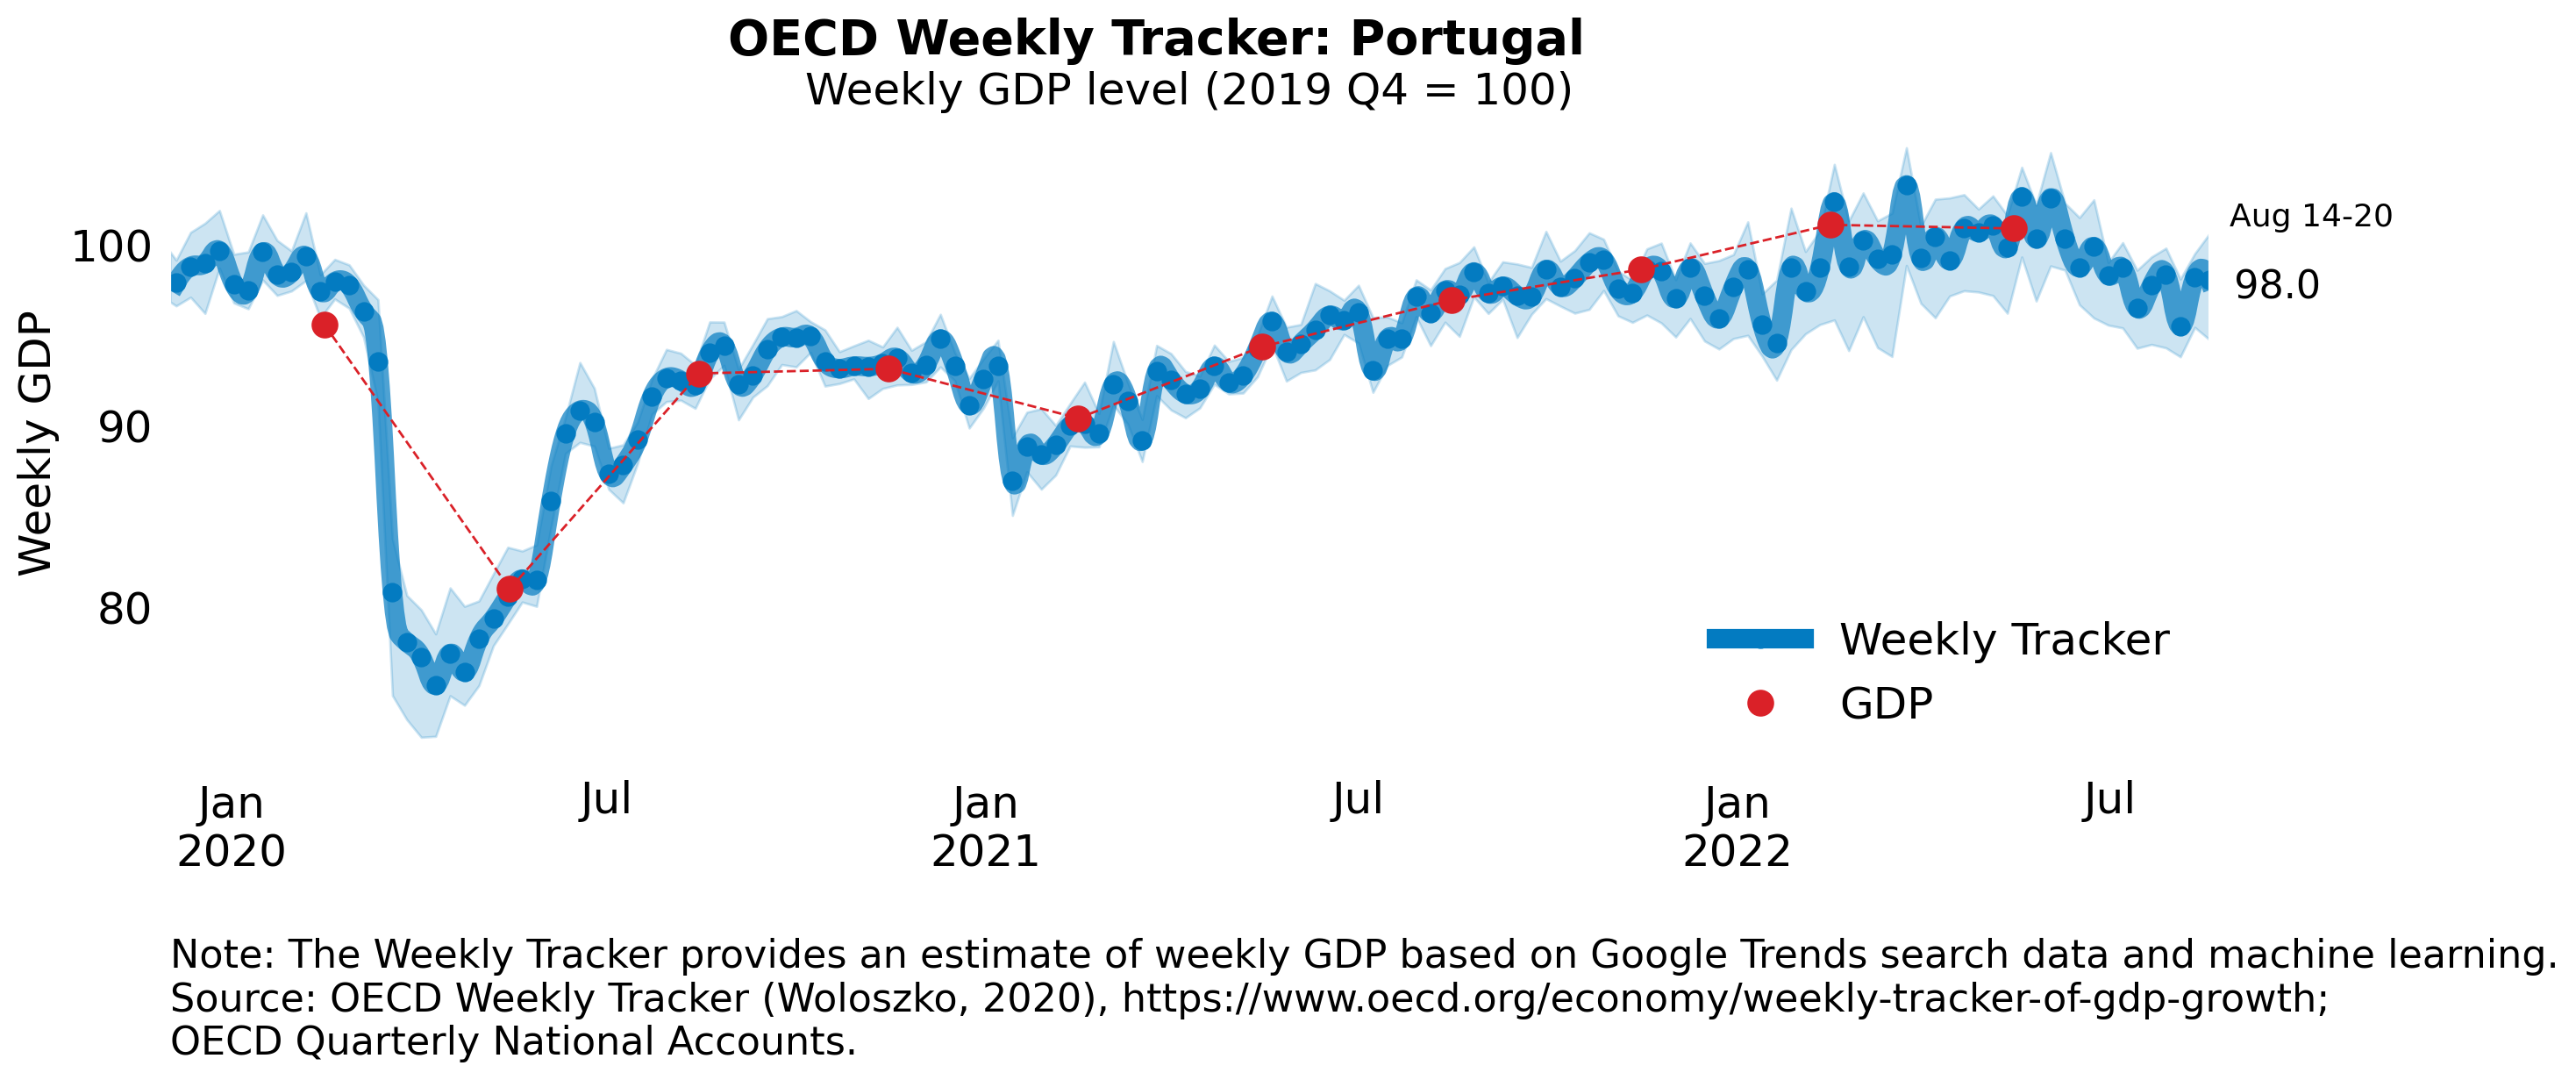 OECD Weekly Tracker: Portugal
Weekly GDP level (2019 Q4 = 100)
Weekly GDP
100
90
80
Aug 14-20
98.0
Weekly Tracker
GDP
Jan
2020
Jul
Jan
2021
Jul
Jan
2022
Jul
Note: The Weekly Tracker provides an estimate of weekly GDP based on Google Trends search data and machine learning.
Source: OECD Weekly Tracker (Woloszko, 2020), https://www.oecd.org/economy/weekly-tracker-of-gdp-growth;
OECD Quarterly National Accounts.